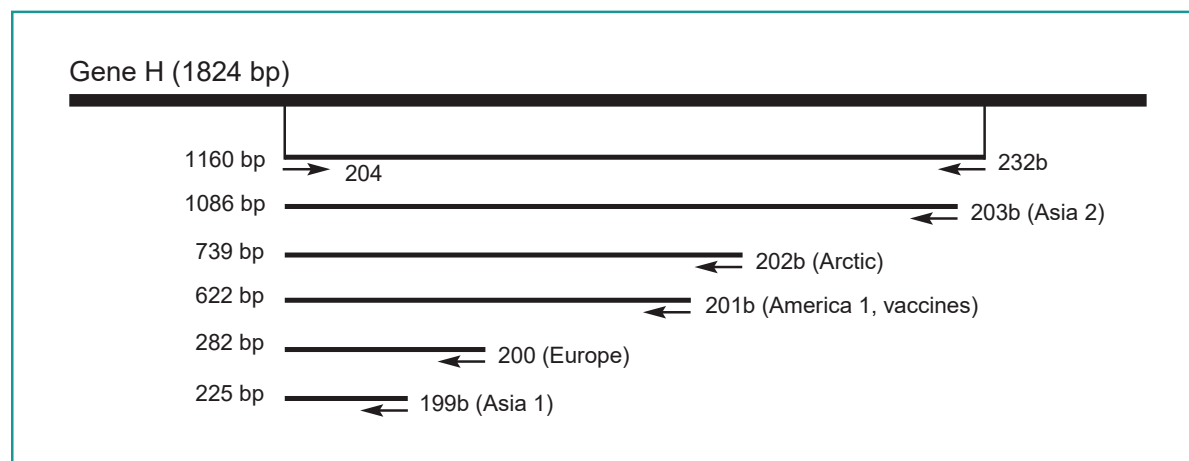 Gene H (1824 bp)
1160 bp
204
232b
1086 bp
203b (Asia 2)
739 bp
202b (Arctic)
622 bp
201b (America 1, vaccines)
282 bp
200 (Europe)
225 bp
199b (Asia 1)